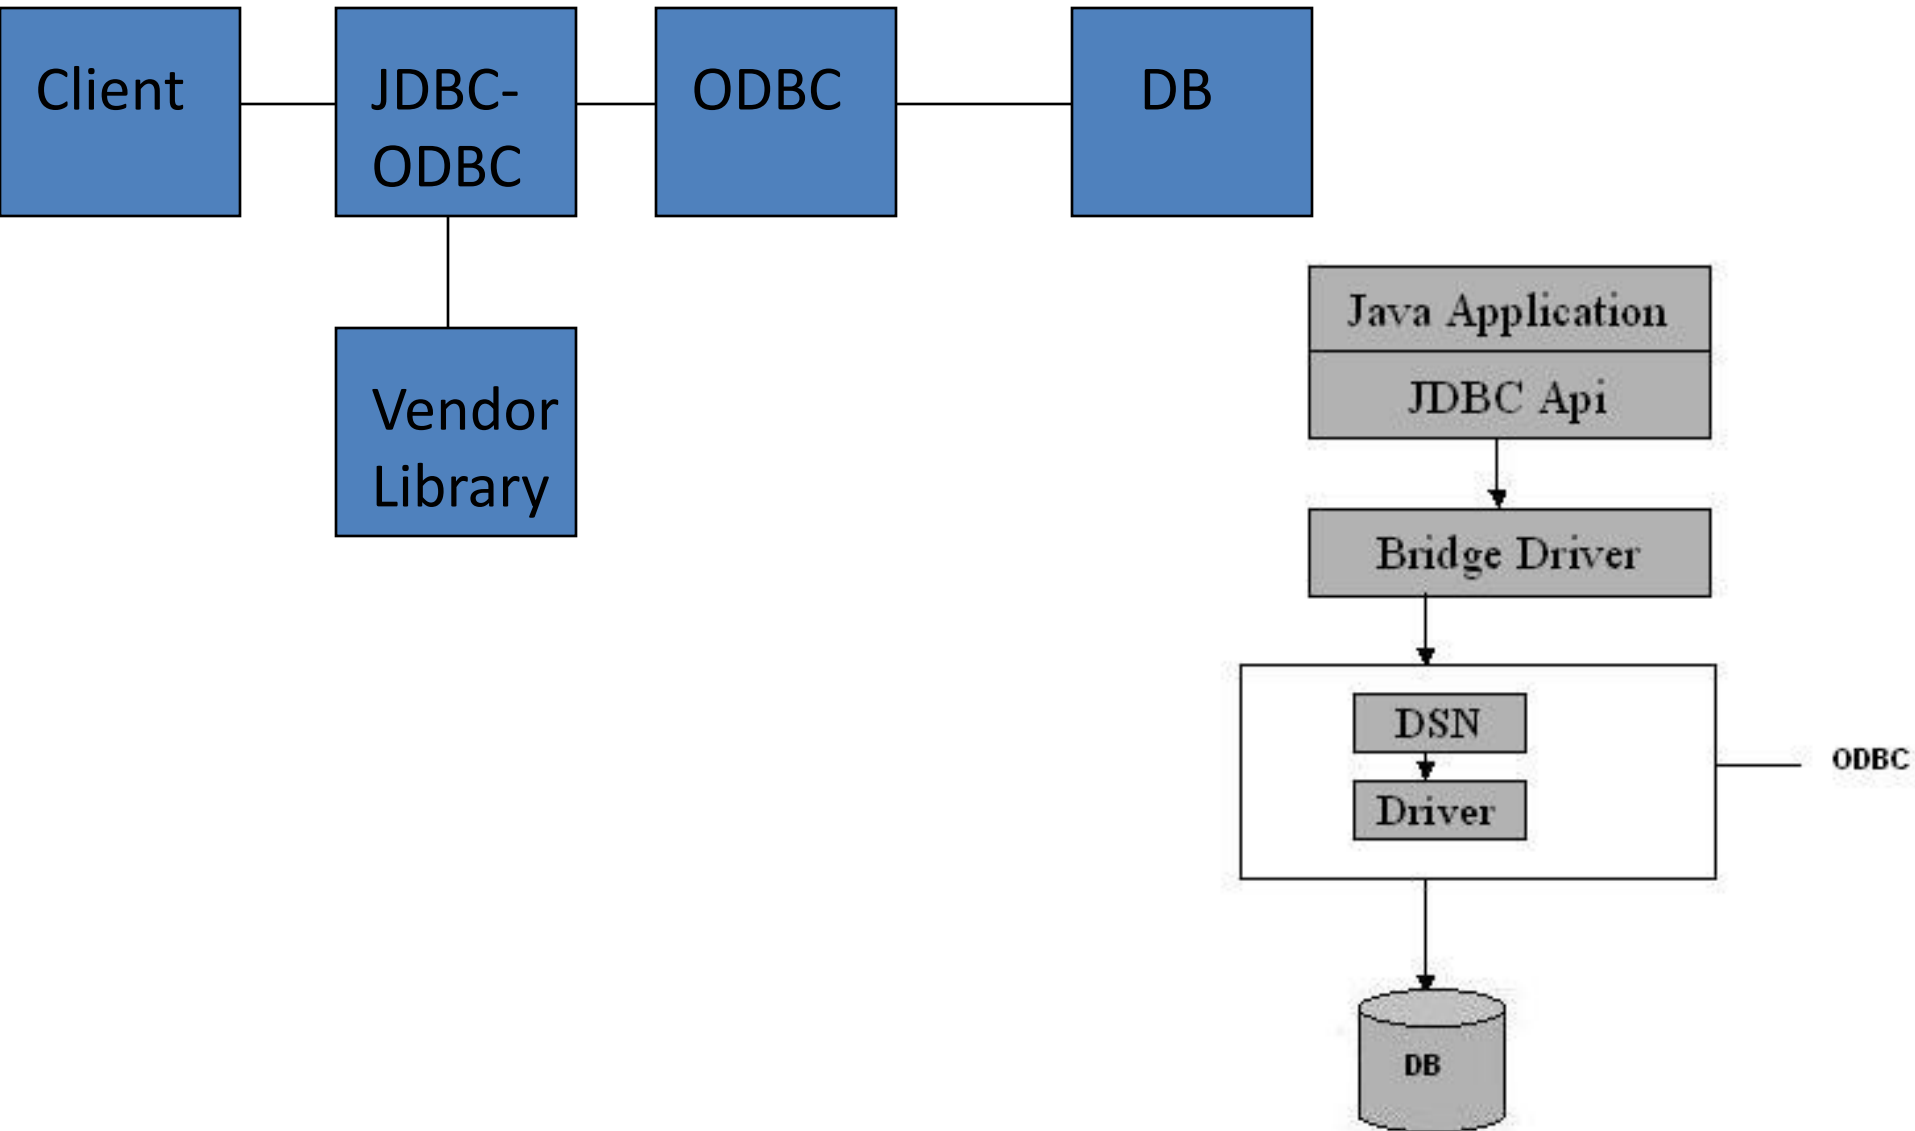 Client
JDBC-
ODBC
ODBC
DB
Vendor
Library
Java Application
JDBC Api
Bridge Driver
DSN
Driver
ODBC
DB